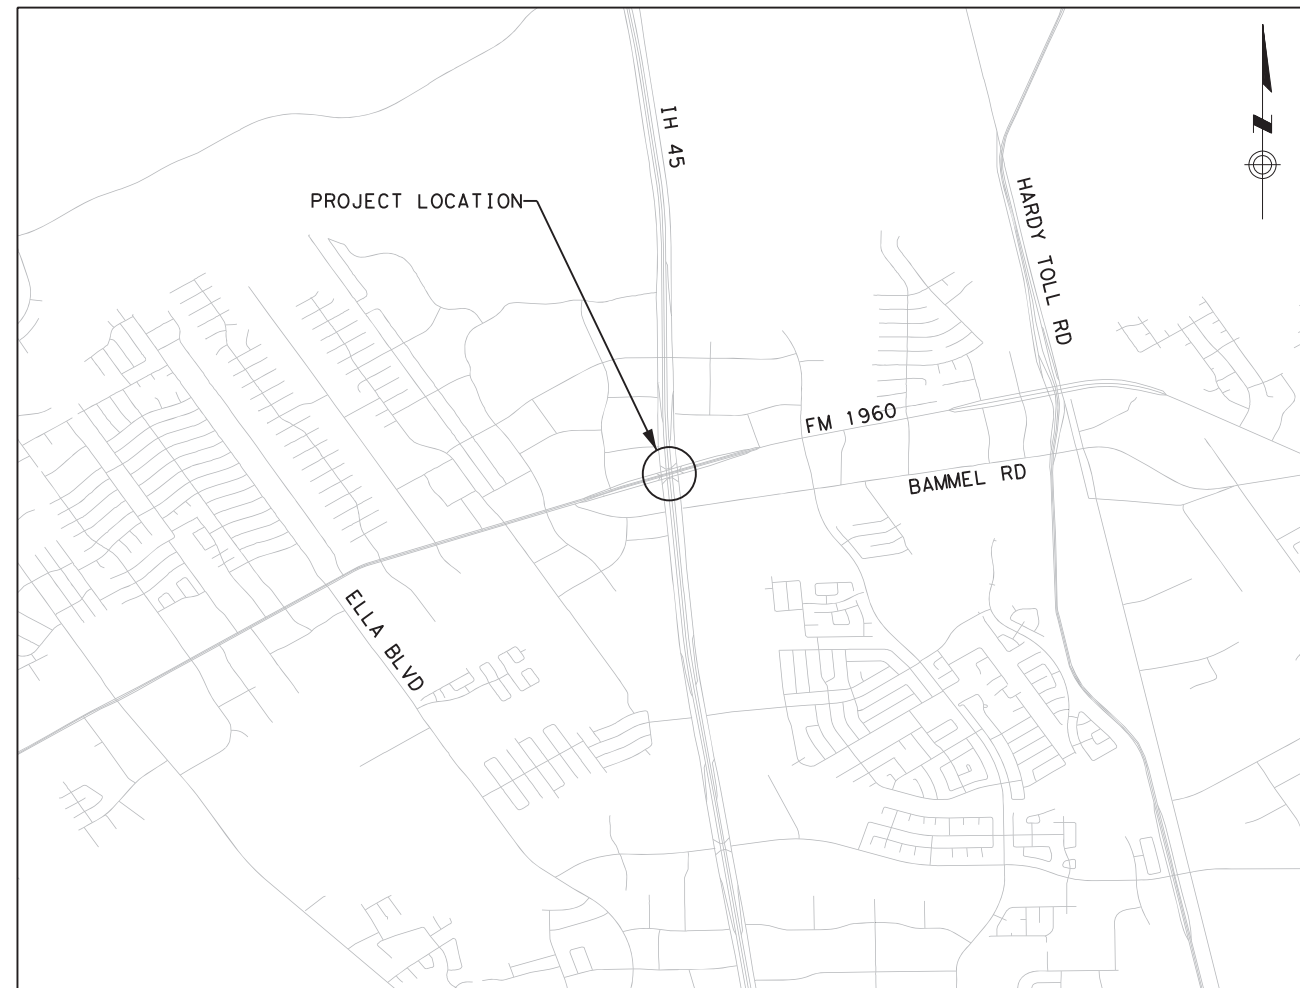 IH 45
PROJECT LOCATION
HARDY TOLL RD
FM 1960
BAMMEL RD
ELLA BLVD
N